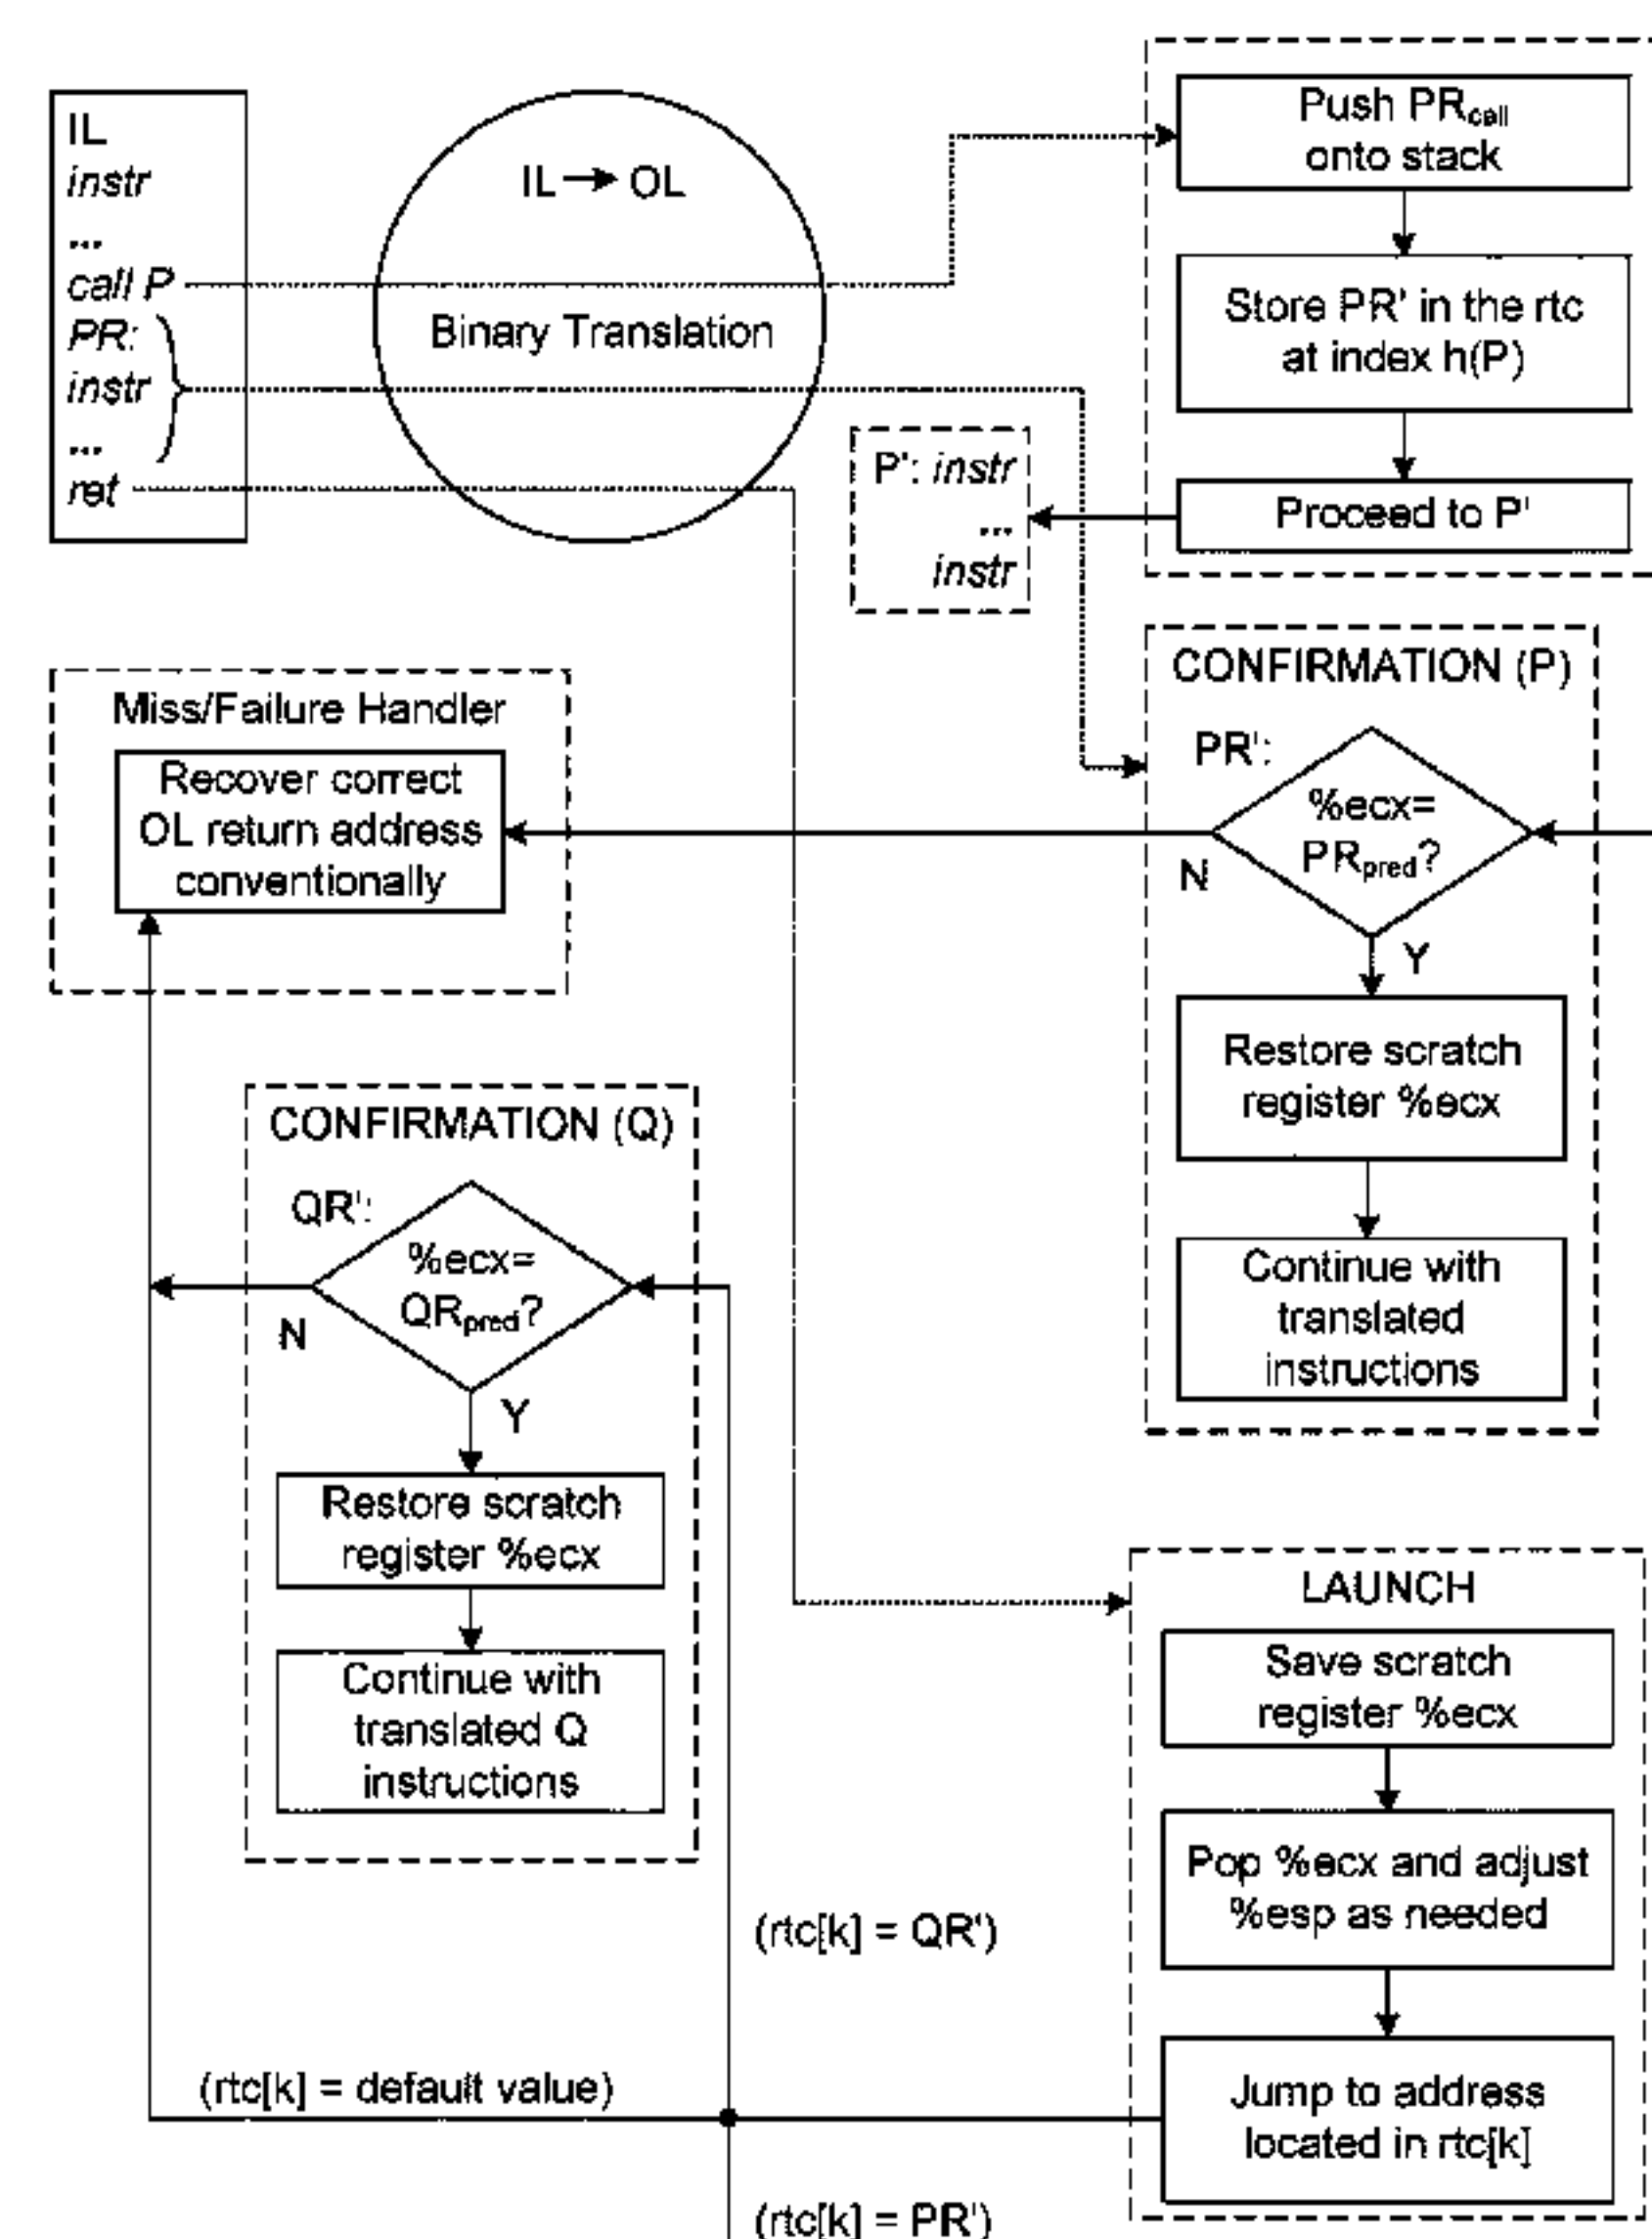 IL
instr
...
call P
PR:
instr
...
ret
IL → OL
Binary Translation
Push PRcall
onto stack
Store PR' in the rtc
at index h(P)
Proceed to P'
P': instr
...
instr
Miss/Failure Handler
Recover correct
OL return address
conventionally
CONFIRMATION (P)
PR':
%ecx=
PRpred?
N
Y
Restore scratch
register %ecx
Continue with
translated
instructions
CONFIRMATION (Q)
QR':
%ecx=
QRpred?
N
Y
Restore scratch
register %ecx
Continue with
translated Q
instructions
LAUNCH
Save scratch
register %ecx
Pop %ecx and adjust
%esp as needed
Jump to address
located in rtc[k]
(rtc[k] = QR')
(rtc[k] = default value)
(rtc[k] = PR')